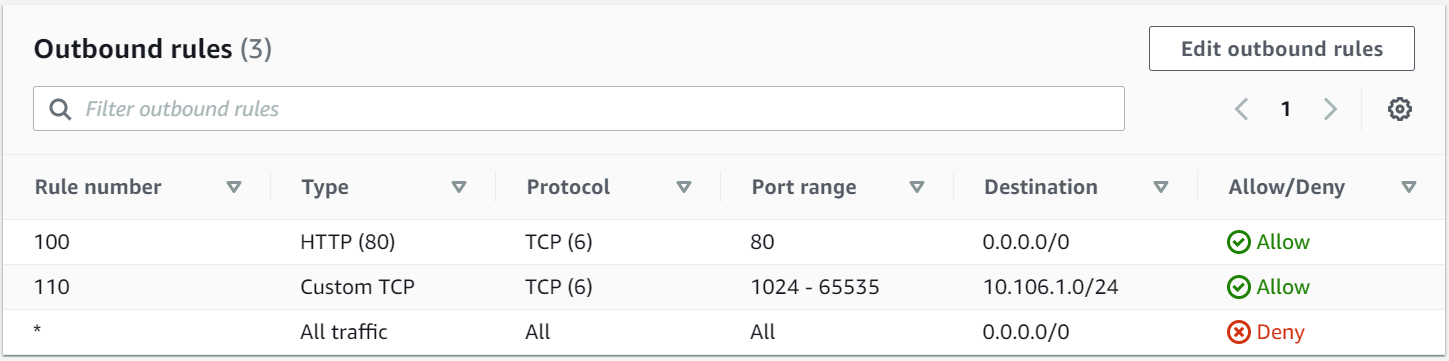 Outbound rules (3)
Edit outbound rules
Filter outbound rules
1
Rule number Type Protocol Port range Destination Allow/Deny
100 HTTP (80) TCP (6) 80 0.0.0.0/0 Allow
110 Custom TCP TCP (6) 1024 - 65535 10.106.1.0/24 Allow
* All traffic All All 0.0.0.0/0 Deny